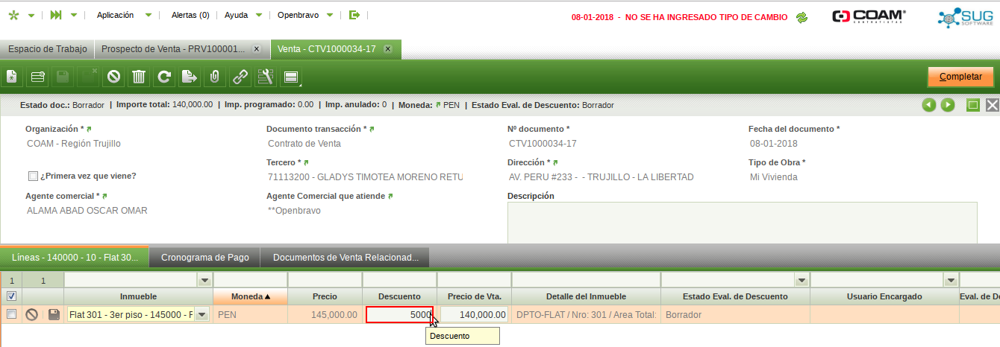 Aplicación Alertas (0) Ayuda Openbravo 08-01-2018 - NO SE HA INGRESADO TIPO DE CAMBIO COAM CONTRATISTAS SUG SOFTWARE
Espacio de Trabajo Prospecto de Venta - PRV100001... Venta - CTV1000034-17
Completar
Estado doc.: Borrador | Importe total: 140,000.00 | Imp. programado: 0.00 | Imp. anulado: 0 | Moneda: PEN | Estado Eval. de Descuento: Borrador
Organización * Documento transacción * Nº documento * Fecha del documento *
COAM - Región Trujillo Contrato de Venta CTV1000034-17 08-01-2018
Tercero * Dirección * Tipo de Obra *
¿Primera vez que viene? 71113200 - GLADYS TIMOTEA MORENO RETU AV. PERU #233 - - TRUJILLO - LA LIBERTAD Mi Vivienda
Agente comercial * Agente Comercial que atiende Descripción
ALAMA ABAD OSCAR OMAR **Openbravo
Líneas - 140000 - 10 - Flat 30... Cronograma de Pago Documentos de Venta Relacionad...
1 1
Inmueble Moneda Precio Descuento Precio de Vta. Detalle del Inmueble Estado Eval. de Descuento Usuario Encargado Eval. de De
Flat 301 - 3er piso - 145000 - F PEN 145,000.00 5000 140,000.00 DPTO-FLAT / Nro: 301 / Area Total: Borrador
Descuento